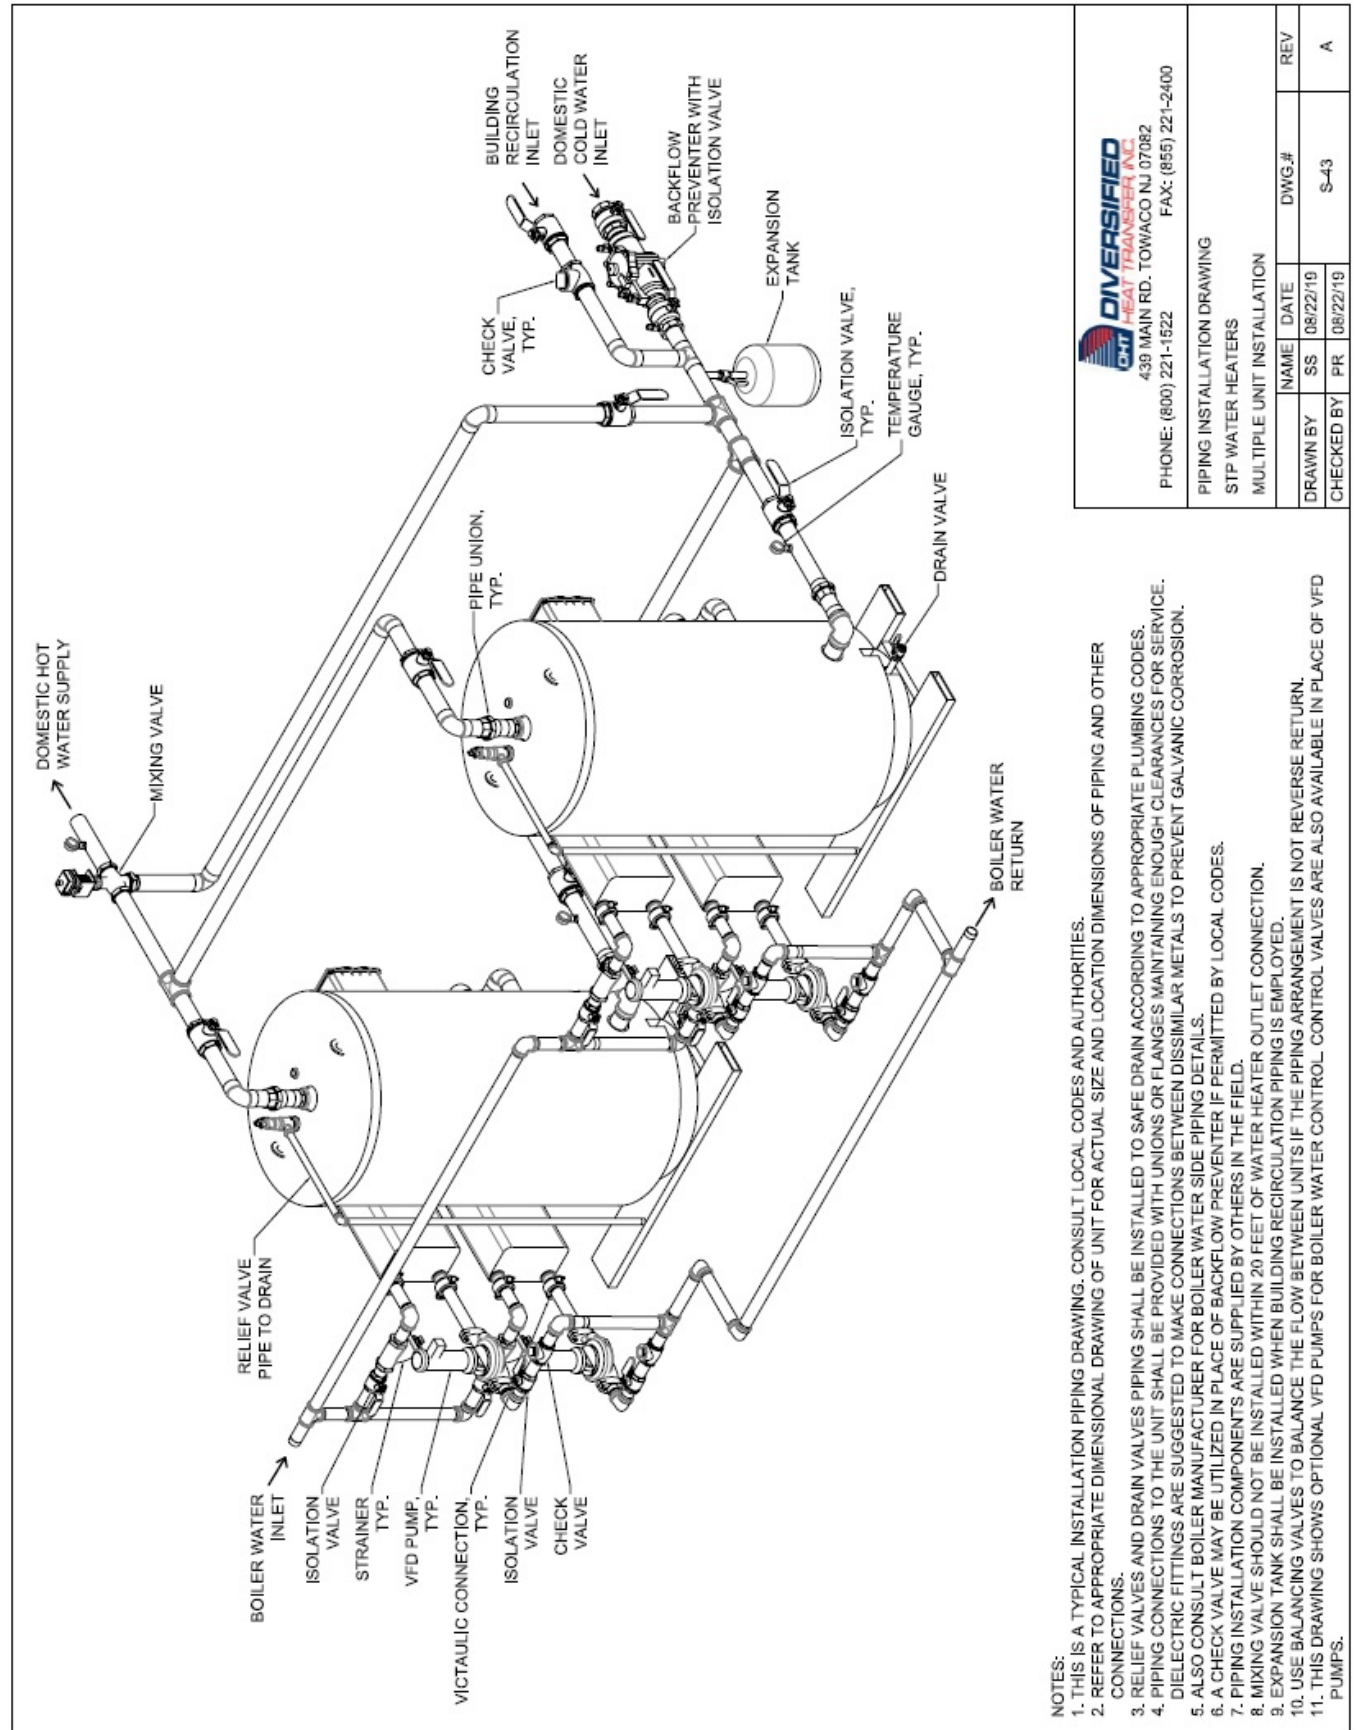 DOMESTIC HOT
WATER SUPPLY
MIXING VALVE
BUILDING
RECIRCULATION
INLET
DOMESTIC
COLD WATER
INLET
BACKFLOW
PREVENTER WITH
ISOLATION VALVE
CHECK
VALVE,
TYP.
EXPANSION
TANK
PIPE UNION,
TYP.
ISOLATION VALVE,
TYP.
TEMPERATURE
GAUGE, TYP.
DRAIN VALVE
RELIEF VALVE
PIPE TO DRAIN
BOILER WATER
INLET
ISOLATION
VALVE
STRAINER
TYP.
VFD PUMP,
TYP.
VICTAULIC CONNECTION,
TYP.
ISOLATION
VALVE
CHECK
VALVE
BOILER WATER
RETURN
NOTES:
1. THIS IS A TYPICAL INSTALLATION PIPING DRAWING. CONSULT LOCAL CODES AND AUTHORITIES.
2. REFER TO APPROPRIATE DIMENSIONAL DRAWING OF UNIT FOR ACTUAL SIZE AND LOCATION DIMENSIONS OF PIPING AND OTHER
CONNECTIONS.
3. RELIEF VALVES AND DRAIN VALVES PIPING SHALL BE INSTALLED TO SAFE DRAIN ACCORDING TO APPROPRIATE PLUMBING CODES.
4. PIPING CONNECTIONS TO THE UNIT SHALL BE PROVIDED WITH UNIONS OR FLANGES MAINTAINING ENOUGH CLEARANCES FOR SERVICE.
DIELECTRIC FITTINGS ARE SUGGESTED TO MAKE CONNECTIONS BETWEEN DISSIMILAR METALS TO PREVENT GALVANIC CORROSION.
5. ALSO CONSULT BOILER MANUFACTURER FOR BOILER WATER SIDE PIPING DETAILS.
6. A CHECK VALVE MAY BE UTILIZED IN PLACE OF BACKFLOW PREVENTER IF PERMITTED BY LOCAL CODES.
7. PIPING INSTALLATION COMPONENTS ARE SUPPLIED BY OTHERS IN THE FIELD.
8. MIXING VALVE SHOULD NOT BE INSTALLED WITHIN 20 FEET OF WATER HEATER OUTLET CONNECTION.
9. EXPANSION TANK SHALL BE INSTALLED WHEN BUILDING RECIRCULATION PIPING IS EMPLOYED.
10. USE BALANCING VALVES TO BALANCE THE FLOW BETWEEN UNITS IF THE PIPING ARRANGEMENT IS NOT REVERSE RETURN.
11. THIS DRAWING SHOWS OPTIONAL VFD PUMPS FOR BOILER WATER CONTROL. CONTROL VALVES ARE ALSO AVAILABLE IN PLACE OF VFD
PUMPS.
DHT DIVERSIFIED
HEAT TRANSFER, INC.
439 MAIN RD. TOWACO NJ 07082
PHONE: (800) 221-1522 FAX: (855) 221-2400
PIPING INSTALLATION DRAWING
STP WATER HEATERS
MULTIPLE UNIT INSTALLATION
NAME DATE DWG.# REV
DRAWN BY SS 08/22/19 S-43 A
CHECKED BY PR 08/22/19